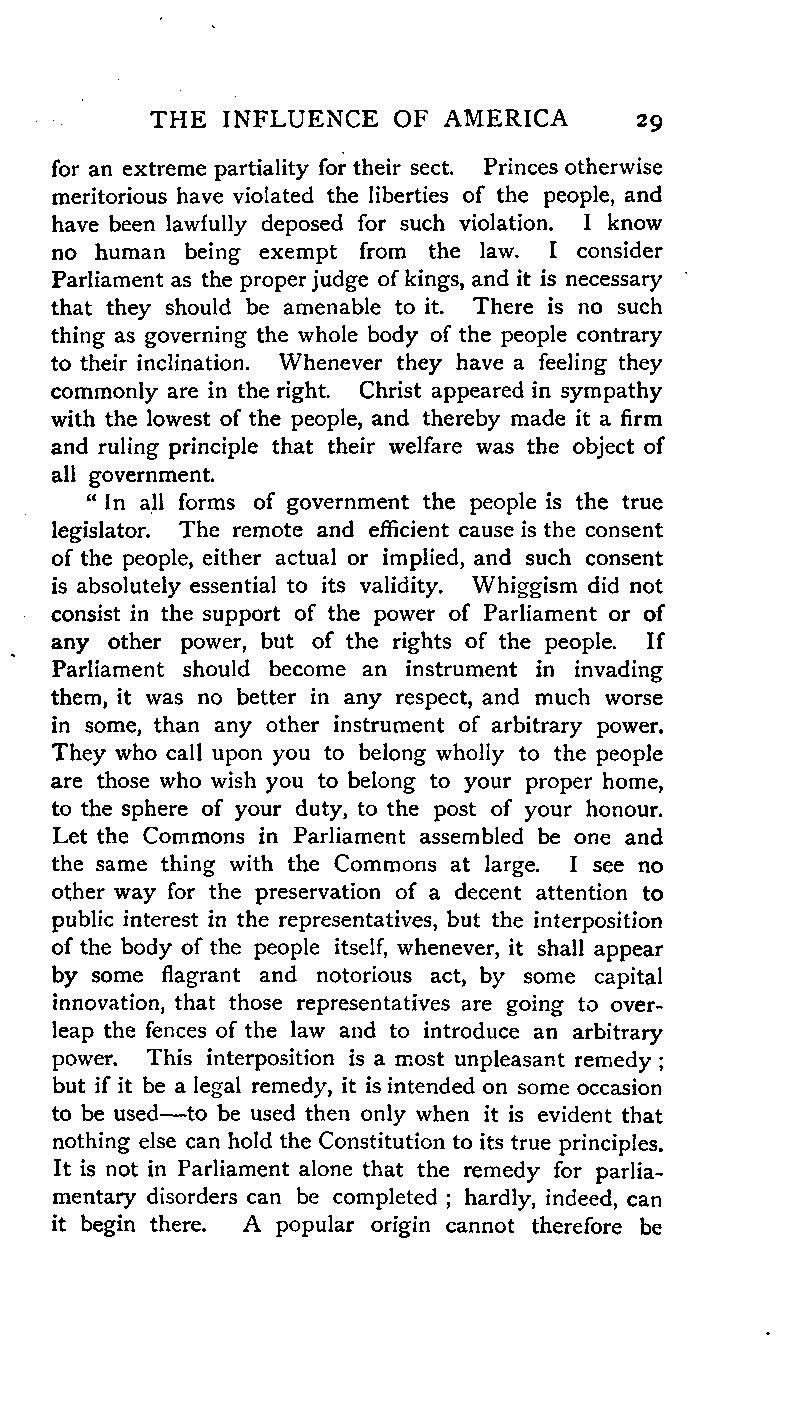 THE INFLUENCE OF AMERICA 29
for an extreme partiality for their sect. Princes otherwise
meritorious have violated the liberties of the people, and
have been lawfully deposed for such violation. I know
no human being exempt from the law. I consider
Parliament as the proper judge of kings, and it is necessary
that they should be amenable to it. There is no such
thing as governing the whole body of the people contrary
to their inclination. Whenever they have a feeling they
commonly are in the right. Christ appeared in sympathy
with the lowest of the people, and thereby made it a firm
and ruling principle that their welfare was the object of
all government.
“ In all forms of government the people is the true
legislator. The remote and efficient cause is the consent
of the people, either actual or implied, and such consent
is absolutely essential to its validity. Whiggism did not
consist in the support of the power of Parliament or of
any other power, but of the rights of the people. If
Parliament should become an instrument in invading
them, it was no better in any respect, and much worse
in some, than any other instrument of arbitrary power.
They who call upon you to belong wholly to the people
are those who wish you to belong to your proper home,
to the sphere of your duty, to the post of your honour.
Let the Commons in Parliament assembled be one and
the same thing with the Commons at large. I see no
other way for the preservation of a decent attention to
public interest in the representatives, but the interposition
of the body of the people itself, whenever, it shall appear
by some flagrant and notorious act, by some capital
innovation, that those representatives are going to over-
leap the fences of the law and to introduce an arbitrary
power. This interposition is a most unpleasant remedy ;
but if it be a legal remedy, it is intended on some occasion
to be used—to be used then only when it is evident that
nothing else can hold the Constitution to its true principles.
It is not in Parliament alone that the remedy for parlia-
mentary disorders can be completed ; hardly, indeed, can
it begin there. A popular origin cannot therefore be